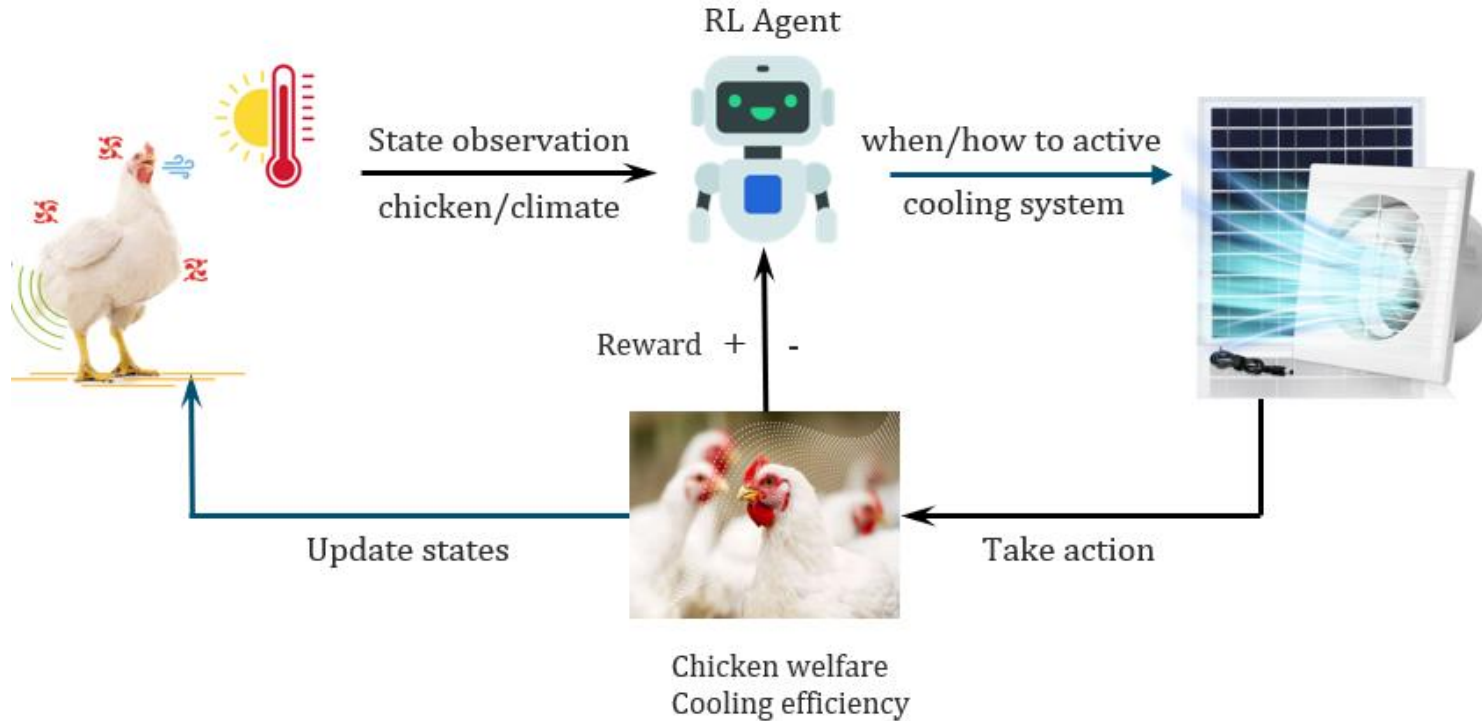 RL Agent
State observation
chicken/climate
when/how to active
cooling system
Reward + -
Update states
Take action
Chicken welfare
Cooling efficiency